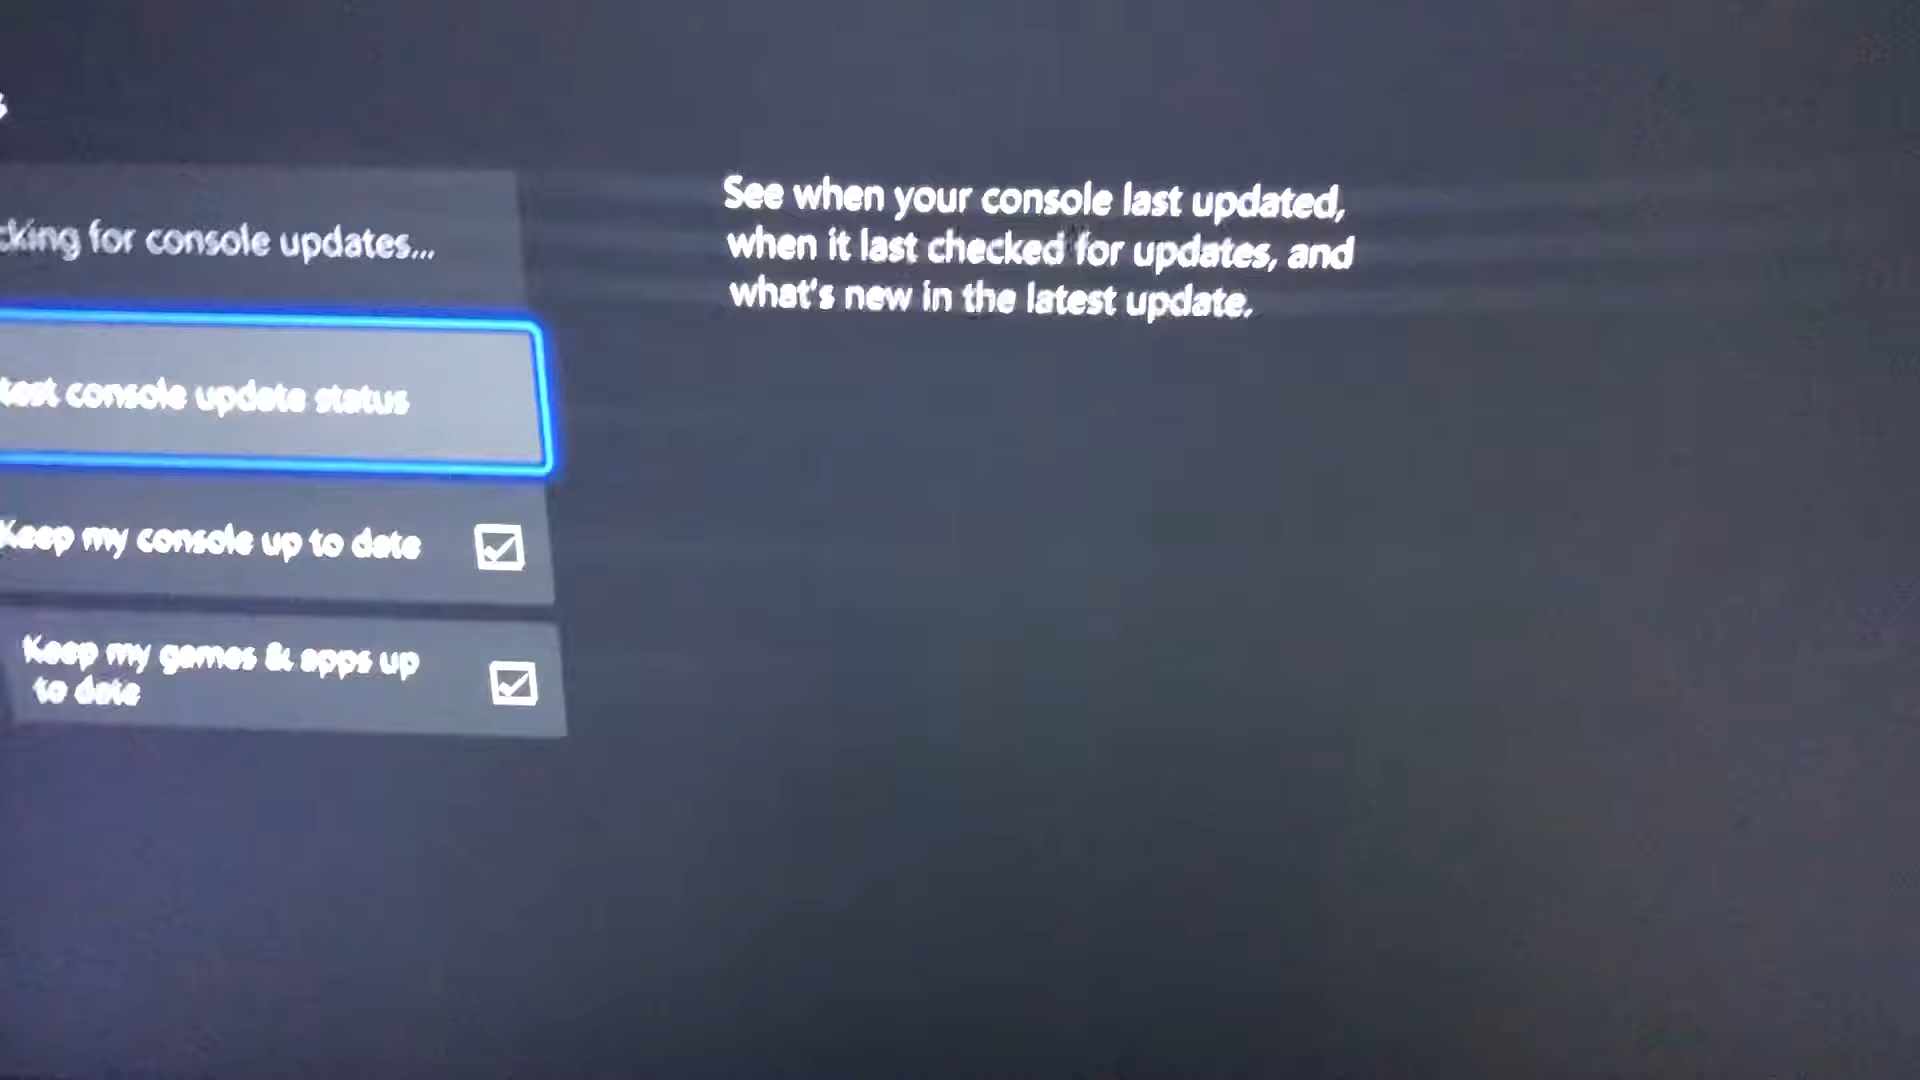 s
cking for console updates...
See when your console last updated,
when it last checked for updates, and
what's new in the latest update.
test console update status
Keep my console up to date
Keep my games & apps up
to date